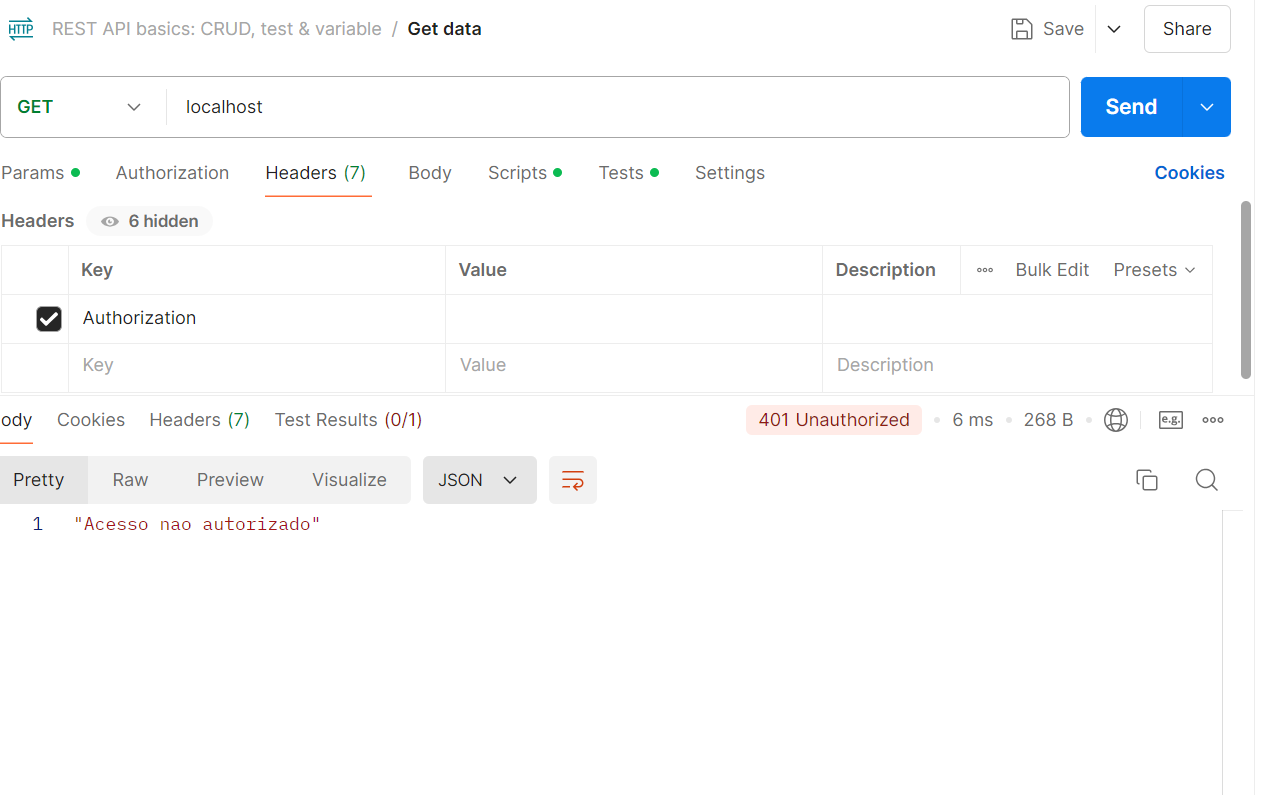 HTTP REST API basics: CRUD, test & variable / Get data Save Share
GET localhost Send
Params Authorization Headers (7) Body Scripts Tests Settings Cookies
Headers 6 hidden
Key Value Description Bulk Edit Presets
Authorization
Key Value Description
ody Cookies Headers (7) Test Results (0/1) 401 Unauthorized 6 ms 268 B e.g.
Pretty Raw Preview Visualize JSON
1 "Acesso nao autorizado"